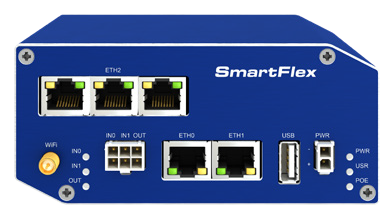 ETH2
SmartFlex
IN0 IN1 OUT
ETH0 ETH1
USB PWR
WiFi
IN0
IN1
OUT
PWR
USR
POE